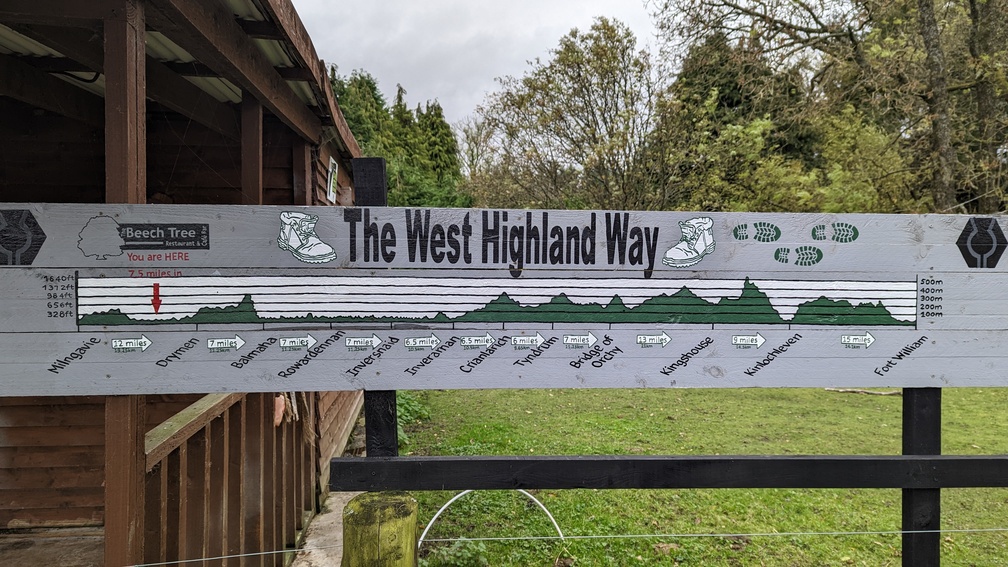 The West Highland Way
The Beech Tree
Restaurant & Café Bar
You are HERE
7.5 miles in
1640ft
1312ft
984ft
656ft
328ft
500m
400m
300m
200m
100m
12 miles
7 miles
7 miles
7 miles
6.5 miles
6.5 miles
6 miles
7 miles
13 miles
9 miles
15 miles
Milngavie
Drymen
Balmaha
Rowardennan
Inversnaid
Inverarnan
Crianlarich
Tyndrum
Bridge of
Orchy
Kingshouse
Kinlochleven
Fort William